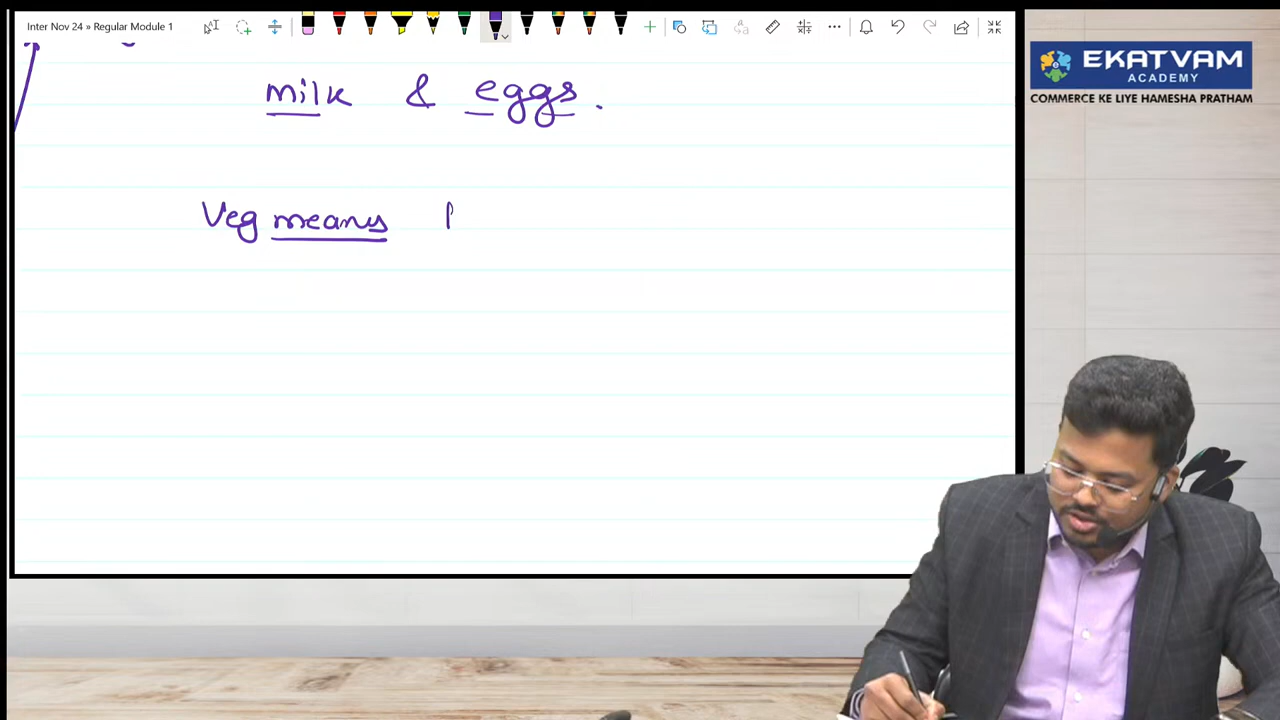 Inter Nov 24 » Regular Module 1
EKATVAM
ACADEMY
COMMERCE KE LIYE HAMESHA PRATHAM
milk & eggs.
Veg means